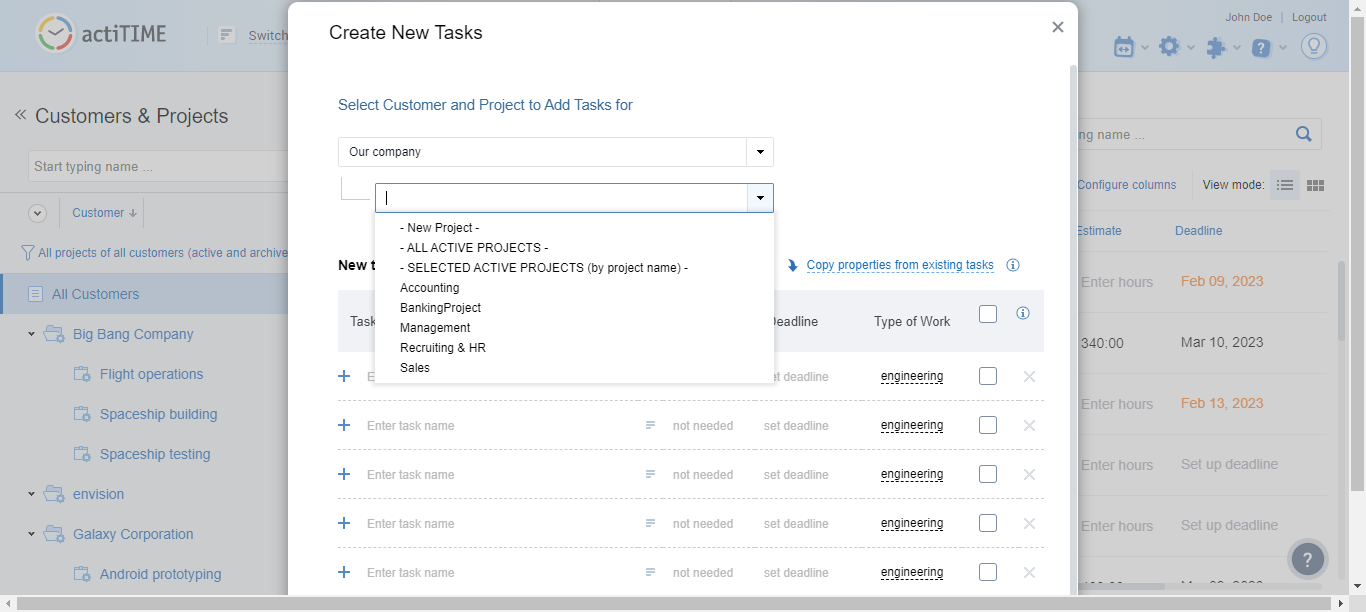 actiTIME
Switch
John Doe | Logout
Create New Tasks
« Customers & Projects
Start typing name ...
Customer
All projects of all customers (active and archive
All Customers
Big Bang Company
Flight operations
Spaceship building
Spaceship testing
envision
Galaxy Corporation
Android prototyping
Select Customer and Project to Add Tasks for
Our company
- New Project -
- ALL ACTIVE PROJECTS -
- SELECTED ACTIVE PROJECTS (by project name) -
Accounting
BankingProject
Management
Recruiting & HR
Sales
New t
Copy properties from existing tasks
Task Deadline Type of Work
E t deadline engineering
Enter task name not needed set deadline engineering
Enter task name not needed set deadline engineering
Enter task name not needed set deadline engineering
Enter task name not needed set deadline engineering
ng name ...
Configure columns View mode:
Estimate Deadline
Enter hours Feb 09, 2023
340:00 Mar 10, 2023
Enter hours Feb 13, 2023
Enter hours Set up deadline
Enter hours Set up deadline
?